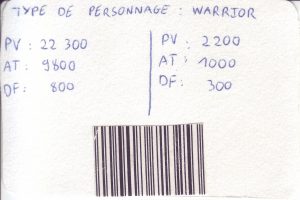 TYPE DE PERSONNAGE : WARRIOR
PV : 22 300
AT : 9800
DF : 800
PV : 2200
AT : 1000
DF : 300